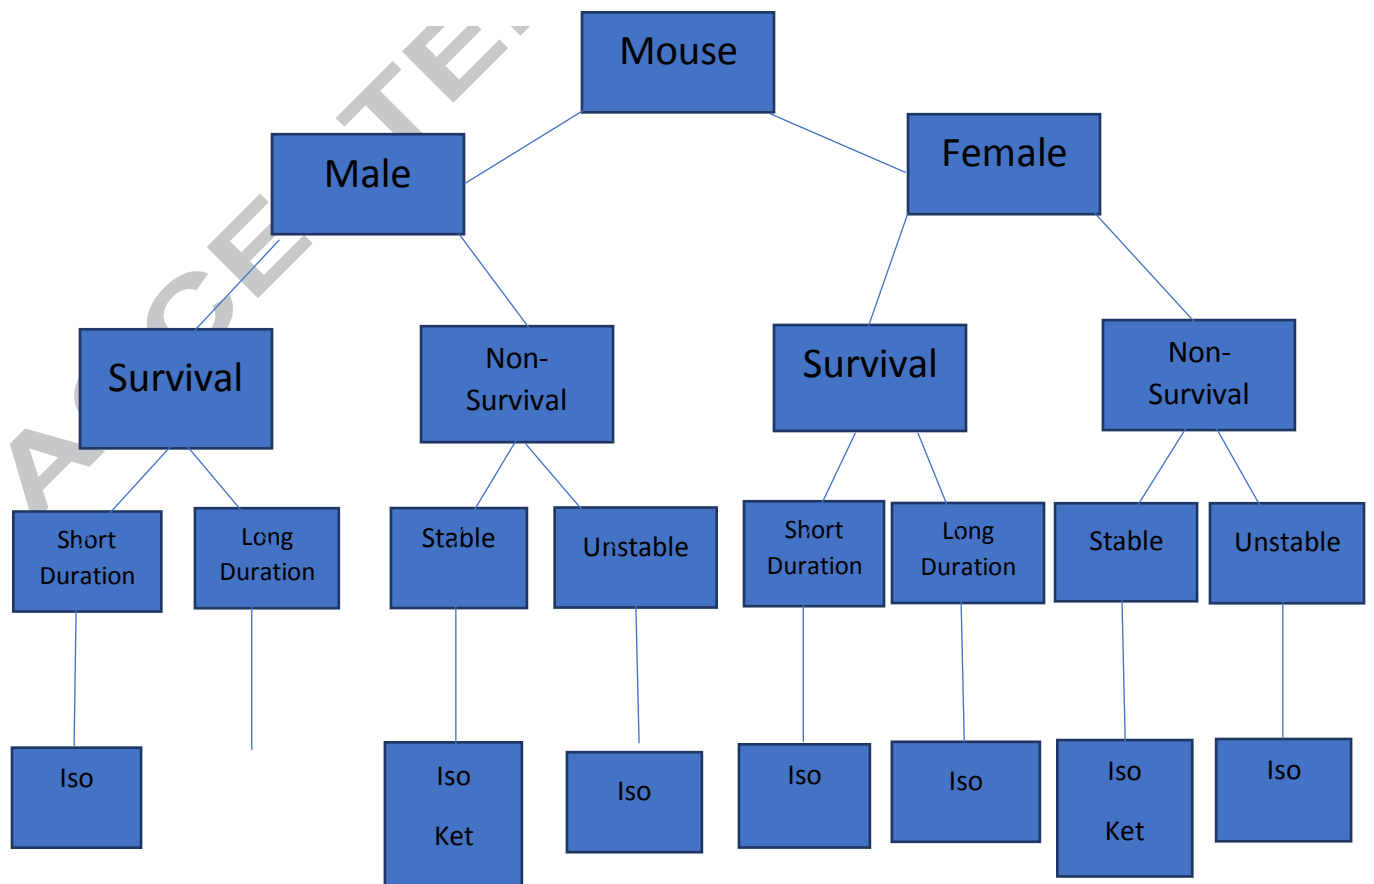 Mouse
Male
Female
Survival
Non-
Survival
Survival
Non-
Survival
Short
Duration
Long
Duration
Stable
Unstable
Short
Duration
Long
Duration
Stable
Unstable
Iso
Iso
Ket
Iso
Iso
Iso
Iso
Ket
Iso